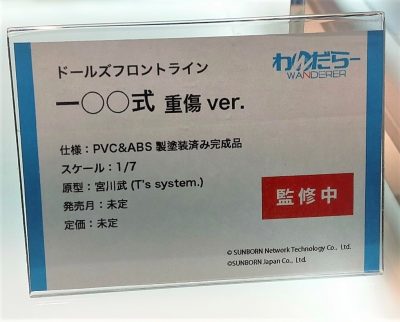 わんだらー
WANDERER
ドールズフロントライン
一〇〇式 重傷 ver.
仕様：PVC&ABS 製塗装済み完成品
スケール：1/7
原型：宮川武 (T's system.)
発売月：未定
定価：未定
監修中
© SUNBORN Network Technology Co., Ltd.
©SUNBORN Japan Co., Ltd.